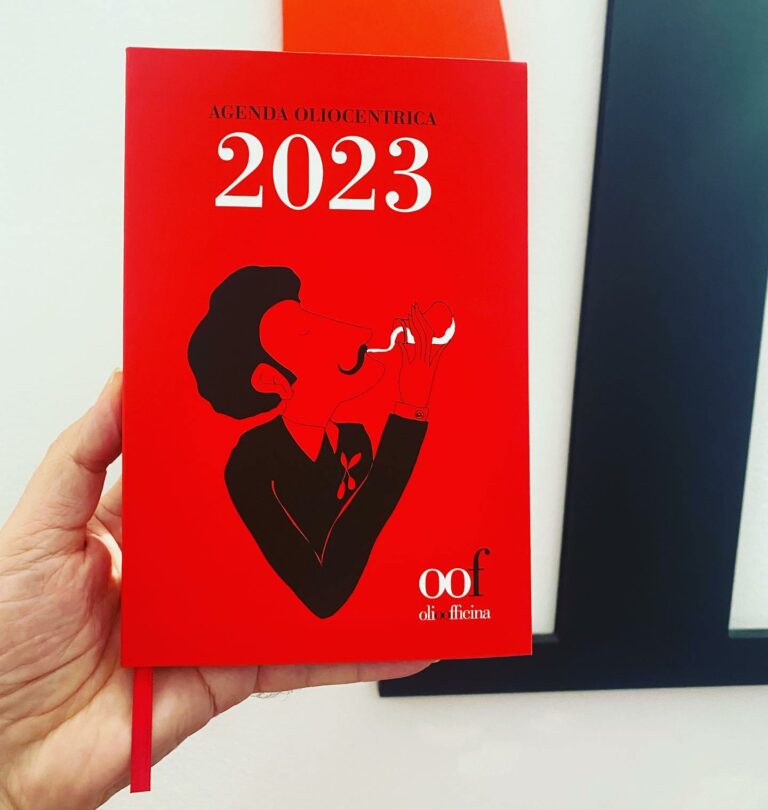 AGENDA OLIOCENTRICA
2023
oof
olioofficina